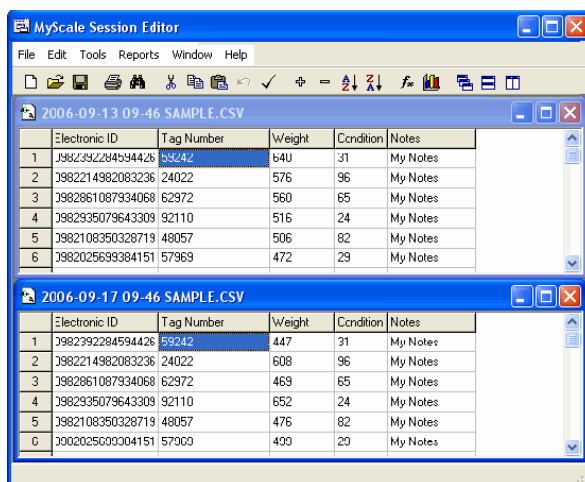 MyScale Session Editor
File Edit Tools Reports Window Help
2006-09-13 09-46 SAMPLE.CSV
Electronic ID Tag Number Weight Condition Notes
1 0982392284594426 59242 640 31 My Notes
2 0982214982083236 24022 576 96 My Notes
3 0982861087934068 62972 560 65 My Notes
4 0982935079643309 92110 516 24 My Notes
5 0982108350328719 48057 506 82 My Notes
6 0982025699384151 57969 472 29 My Notes
2006-09-17 09-46 SAMPLE.CSV
Electronic ID Tag Number Weight Condition Notes
1 0982392284594426 59242 447 31 My Notes
2 0982214982083236 24022 608 96 My Notes
3 0982861087934068 62972 469 65 My Notes
4 0982935079643309 92110 652 24 My Notes
5 0982108350328719 48057 476 82 My Notes
6 57969 499 29 My Notes